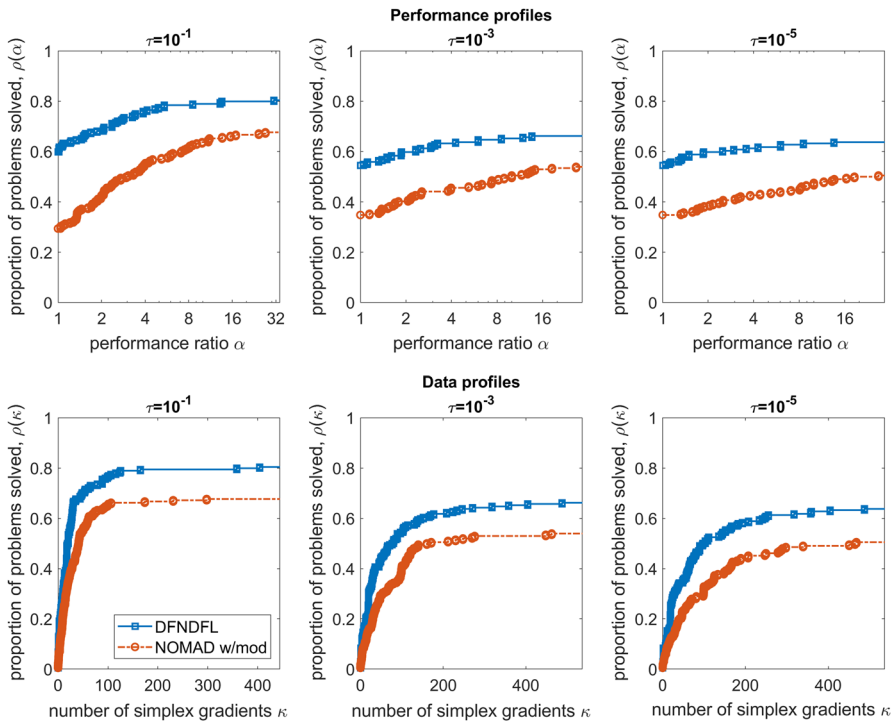 Performance profiles
τ=10-1
τ=10-3
τ=10-5
proportion of problems solved, ρ(α)
1
0.8
0.6
0.4
0.2
0
1 2 4 8 16 32
performance ratio α
proportion of problems solved, ρ(α)
1
0.8
0.6
0.4
0.2
0
1 2 4 8 16
performance ratio α
proportion of problems solved, ρ(α)
1
0.8
0.6
0.4
0.2
0
1 2 4 8 16
performance ratio α
Data profiles
τ=10-1
τ=10-3
τ=10-5
proportion of problems solved, ρ(κ)
1
0.8
0.6
0.4
0.2
0
DFNDFL
NOMAD w/mod
0 100 200 300 400
number of simplex gradients κ
proportion of problems solved, ρ(κ)
1
0.8
0.6
0.4
0.2
0
0 200 400
number of simplex gradients κ
proportion of problems solved, ρ(κ)
1
0.8
0.6
0.4
0.2
0
0 200 400
number of simplex gradients κ